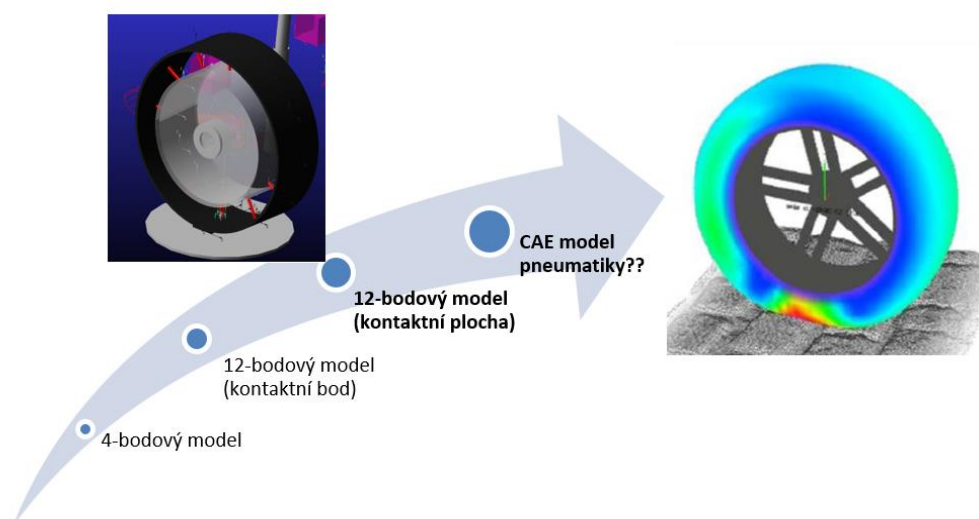 CAE model
pneumatiky??
12-bodový model
(kontaktní plocha)
12-bodový model
(kontaktní bod)
4-bodový model